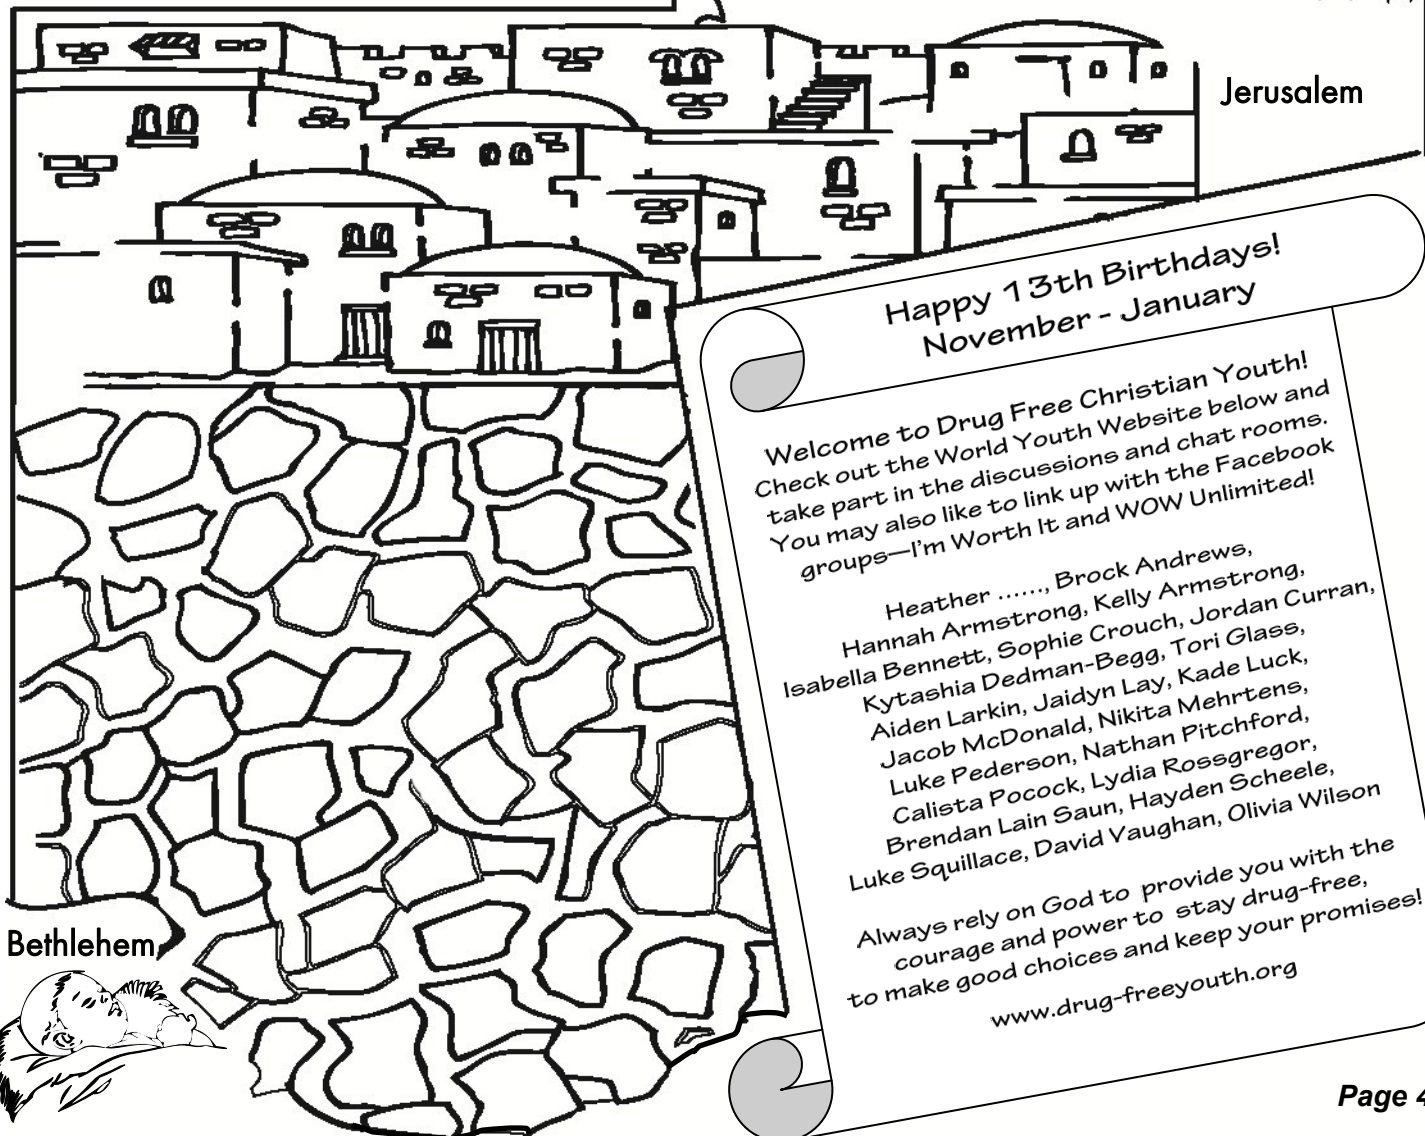 Jerusalem
Happy 13th Birthdays!
November - January
Welcome to Drug Free Christian Youth!
Check out the World Youth Website below and
take part in the discussions and chat rooms.
You may also like to link up with the Facebook
groups—I'm Worth It and WOW Unlimited!
Heather ......, Brock Andrews,
Hannah Armstrong, Kelly Armstrong,
Isabella Bennett, Sophie Crouch, Jordan Curran,
Kytashia Dedman-Begg, Tori Glass,
Aiden Larkin, Jaidyn Lay, Kade Luck,
Jacob McDonald, Nikita Mehrtens,
Luke Pederson, Nathan Pitchford,
Calista Pocock, Lydia Rossgregor,
Brendan Lain Saun, Hayden Scheele,
Luke Squillace, David Vaughan, Olivia Wilson
Always rely on God to provide you with the
courage and power to stay drug-free,
to make good choices and keep your promises!
www.drug-freeyouth.org
Bethlehem
Page 4